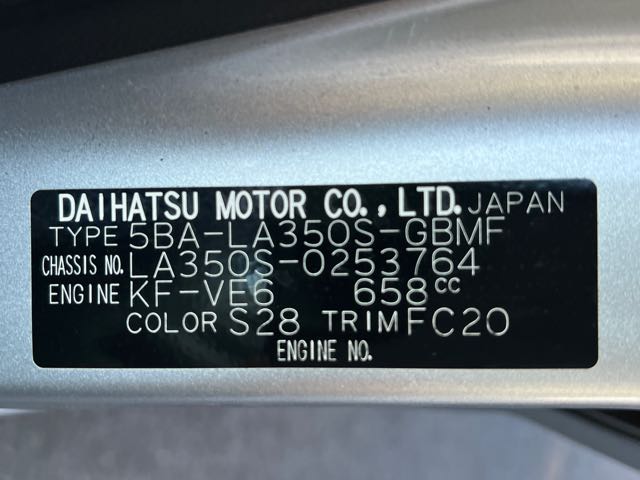 DAIHATSU MOTOR CO., LTD. JAPAN
TYPE 5BA-LA350S-GBMF
CHASSIS NO. LA350S-0253764
ENGINE KF-VE6 658cc
COLOR S28 TRIM FC20
ENGINE NO.